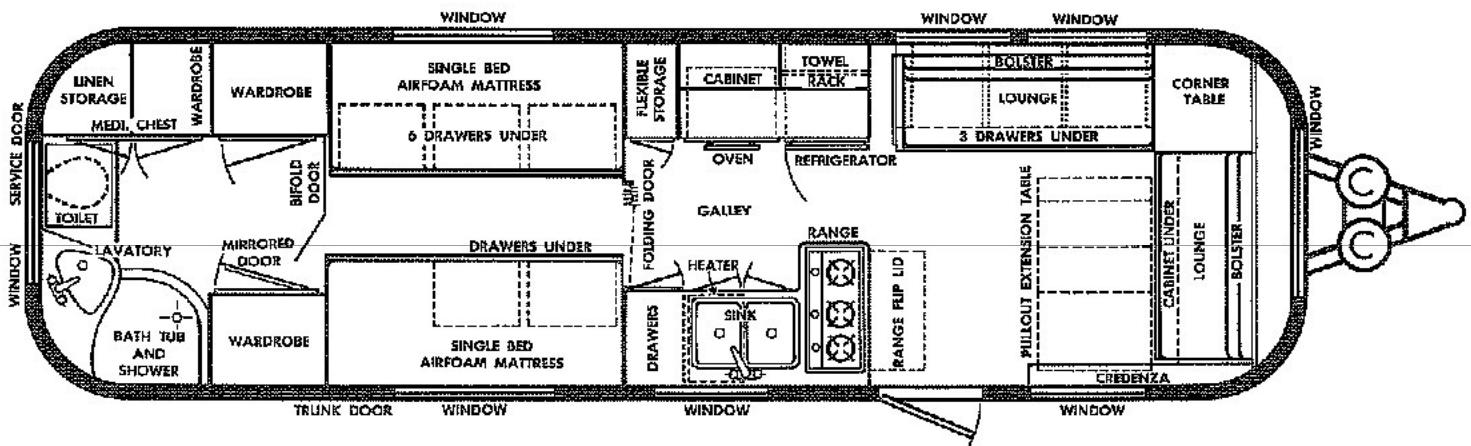 WINDOW
WINDOW
WINDOW
LINEN
STORAGE
WARDROBE
WARDROBE
MEDI. CHEST
SINGLE BED
AIRFOAM MATTRESS
6 DRAWERS UNDER
FLEXIBLE
STORAGE
CABINET
TOWEL
RACK
BOLSTER
LOUNGE
3 DRAWERS UNDER
CORNER
TABLE
WINDOW
SERVICE DOOR
TOILET
BIFOLD
DOOR
OVEN
REFRIGERATOR
FOLDING DOOR
GALLEY
RANGE
PULLOUT EXTENSION TABLE
CABINET UNDER
LOUNGE
BOLSTER
WINDOW
LAVATORY
MIRRORED
DOOR
DRAWERS UNDER
HEATER
SINK
RANGE FLIP LID
BATH TUB
AND
SHOWER
WARDROBE
SINGLE BED
AIRFOAM MATTRESS
DRAWERS
CREDENZA
TRUNK DOOR
WINDOW
WINDOW
WINDOW